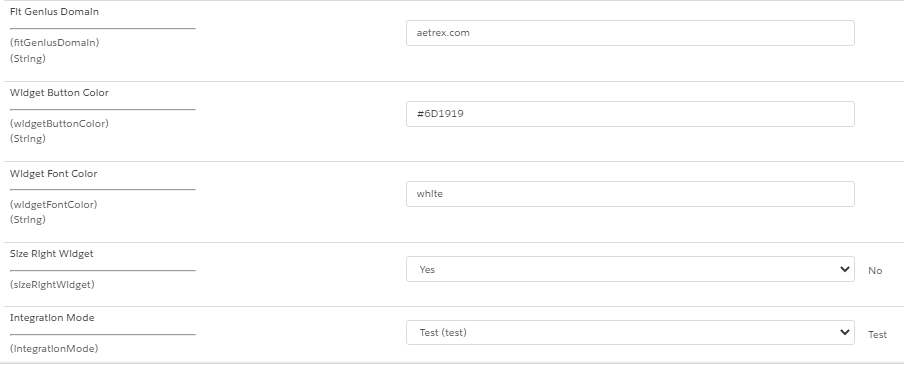 Fit Genius Domain
(fitGeniusDomain)
(String)
aetrex.com
Widget Button Color
(widgetButtonColor)
(String)
#6D1919
Widget Font Color
(widgetFontColor)
(String)
white
Size Right Widget
(sizeRightWidget)
Yes
No
Integration Mode
(IntegrationMode)
Test (test)
Test